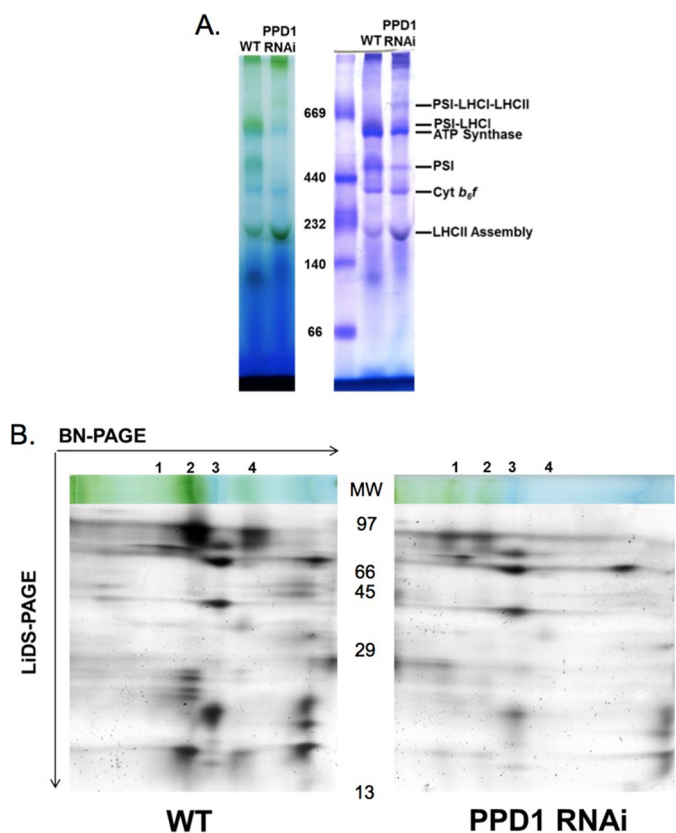 A.
WT PPD1 RNAi
WT PPD1 RNAi
669
440
232
140
66
PSI-LHCI-LHCII
PSI-LHCI
ATP Synthase
PSI
Cyt b6f
LHCII Assembly
B.
BN-PAGE
1 2 3 4
1 2 3 4
LiDS-PAGE
MW
97
66
45
29
13
WT
PPD1 RNAi